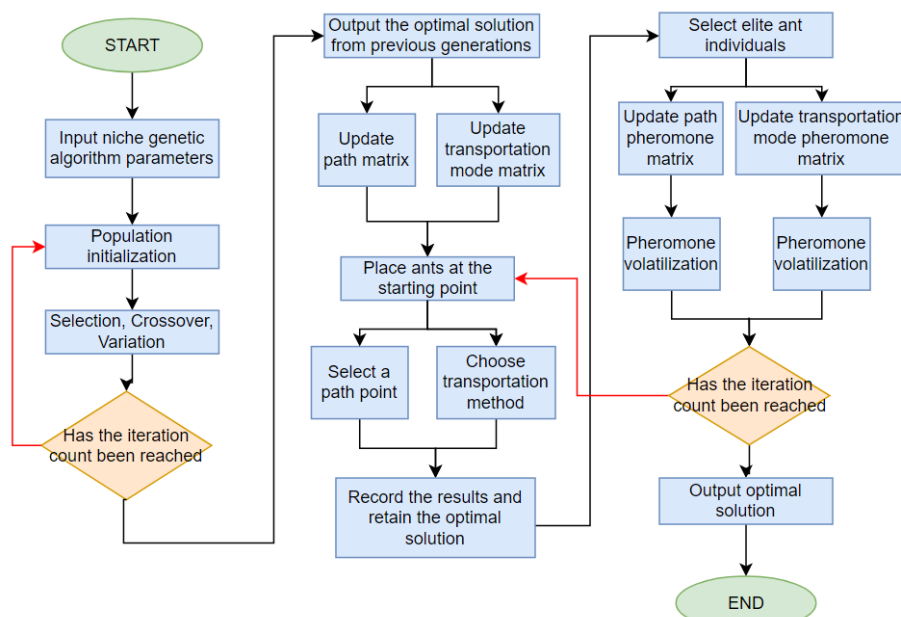 START
Input niche genetic
algorithm parameters
Population
initialization
Selection, Crossover,
Variation
Has the iteration
count been reached
Output the optimal solution
from previous generations
Update
path matrix
Update
transportation
mode matrix
Place ants at the
starting point
Select a
path point
Choose
transportation
method
Record the results and
retain the optimal
solution
Select elite ant
individuals
Update path
pheromone
matrix
Update transportation
mode pheromone
matrix
Pheromone
volatilization
Pheromone
volatilization
Has the iteration
count been reached
Output optimal
solution
END